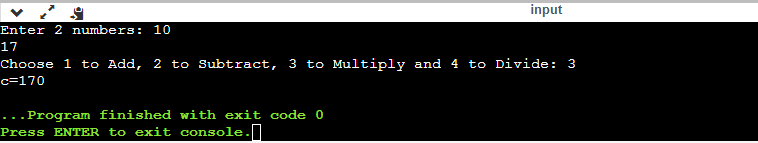 input
Enter 2 numbers: 10
17
Choose 1 to Add, 2 to Subtract, 3 to Multiply and 4 to Divide: 3
c=170
...Program finished with exit code 0
Press ENTER to exit console.